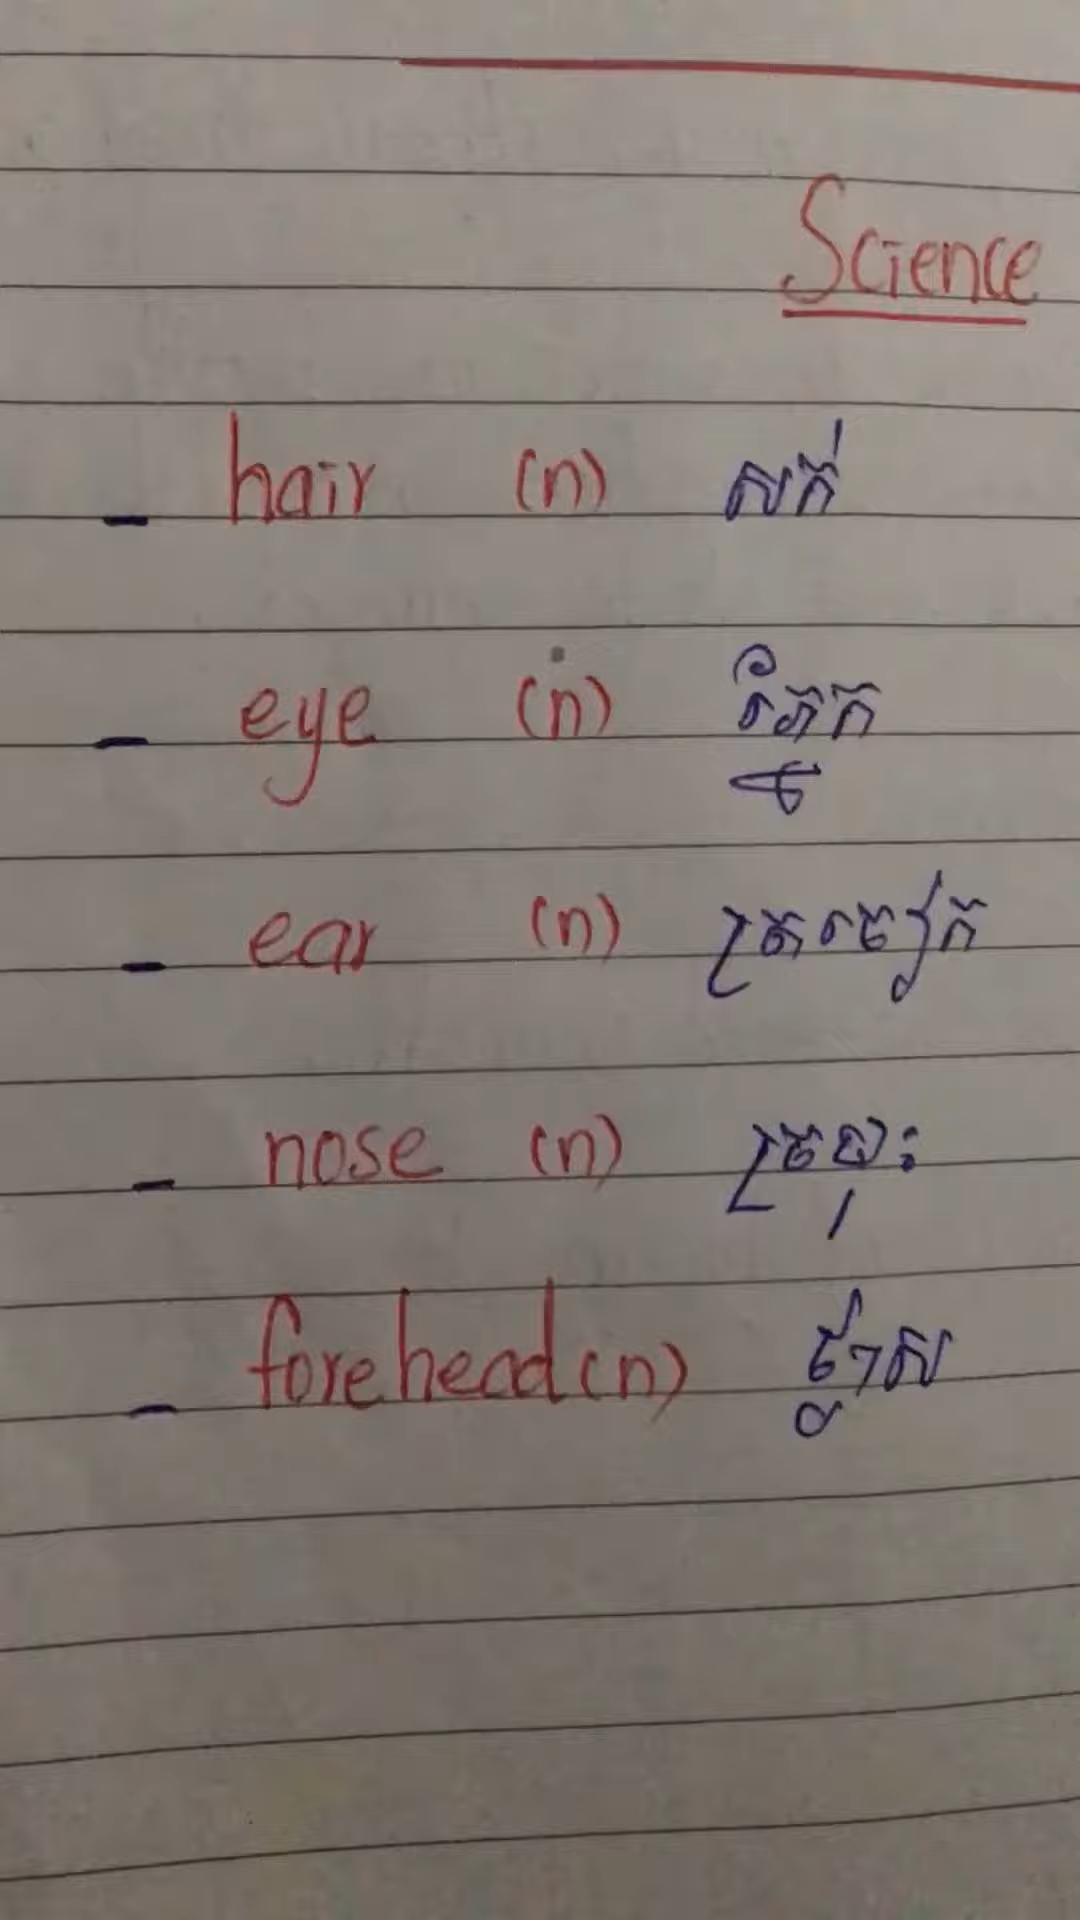 Science
- hair (n) សក់
- eye (n) ភ្នែក
- ear (n) ត្រចៀក
- nose (n) ច្រមុះ
- forehead (n) ថ្ងាស